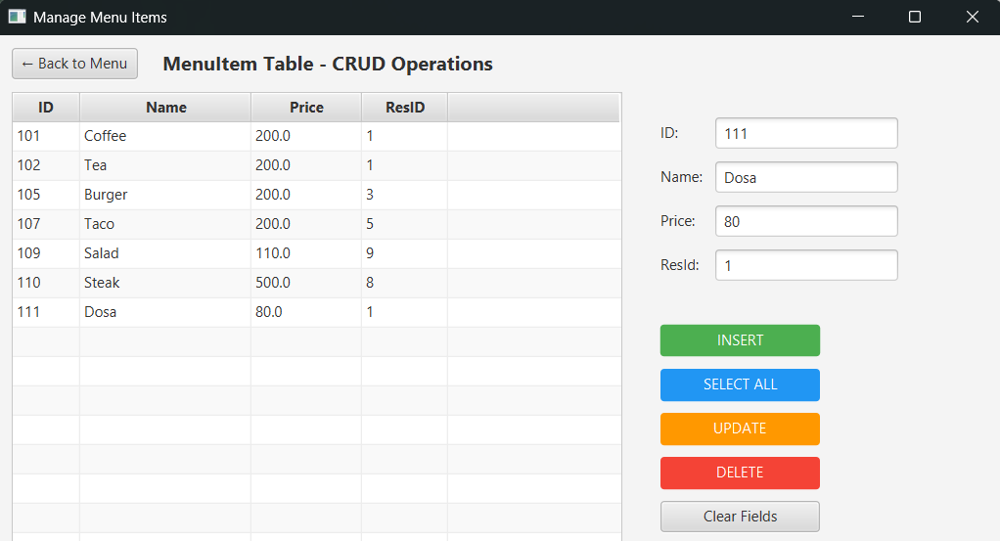 Manage Menu Items
← Back to Menu MenuItem Table - CRUD Operations
ID Name Price ResID
101 Coffee 200.0 1
102 Tea 200.0 1
105 Burger 200.0 3
107 Taco 200.0 5
109 Salad 110.0 9
110 Steak 500.0 8
111 Dosa 80.0 1
ID: 111
Name: Dosa
Price: 80
ResId: 1
INSERT
SELECT ALL
UPDATE
DELETE
Clear Fields